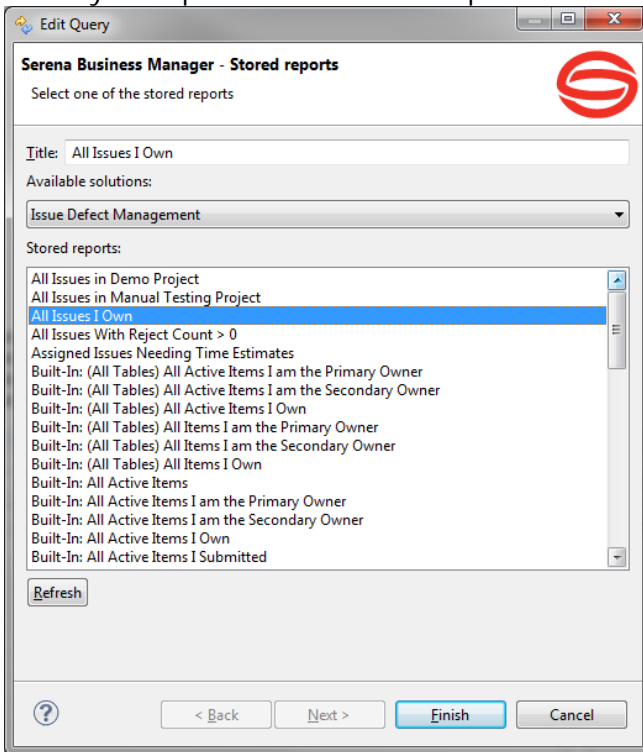 Edit Query
Serena Business Manager - Stored reports
Select one of the stored reports
Title: All Issues I Own
Available solutions:
Issue Defect Management
Stored reports:
All Issues in Demo Project
All Issues in Manual Testing Project
All Issues I Own
All Issues With Reject Count > 0
Assigned Issues Needing Time Estimates
Built-In: (All Tables) All Active Items I am the Primary Owner
Built-In: (All Tables) All Active Items I am the Secondary Owner
Built-In: (All Tables) All Active Items I Own
Built-In: (All Tables) All Items I am the Primary Owner
Built-In: (All Tables) All Items I am the Secondary Owner
Built-In: (All Tables) All Items I Own
Built-In: All Active Items
Built-In: All Active Items I am the Primary Owner
Built-In: All Active Items I am the Secondary Owner
Built-In: All Active Items I Own
Built-In: All Active Items I Submitted
Refresh
< Back Next > Finish Cancel